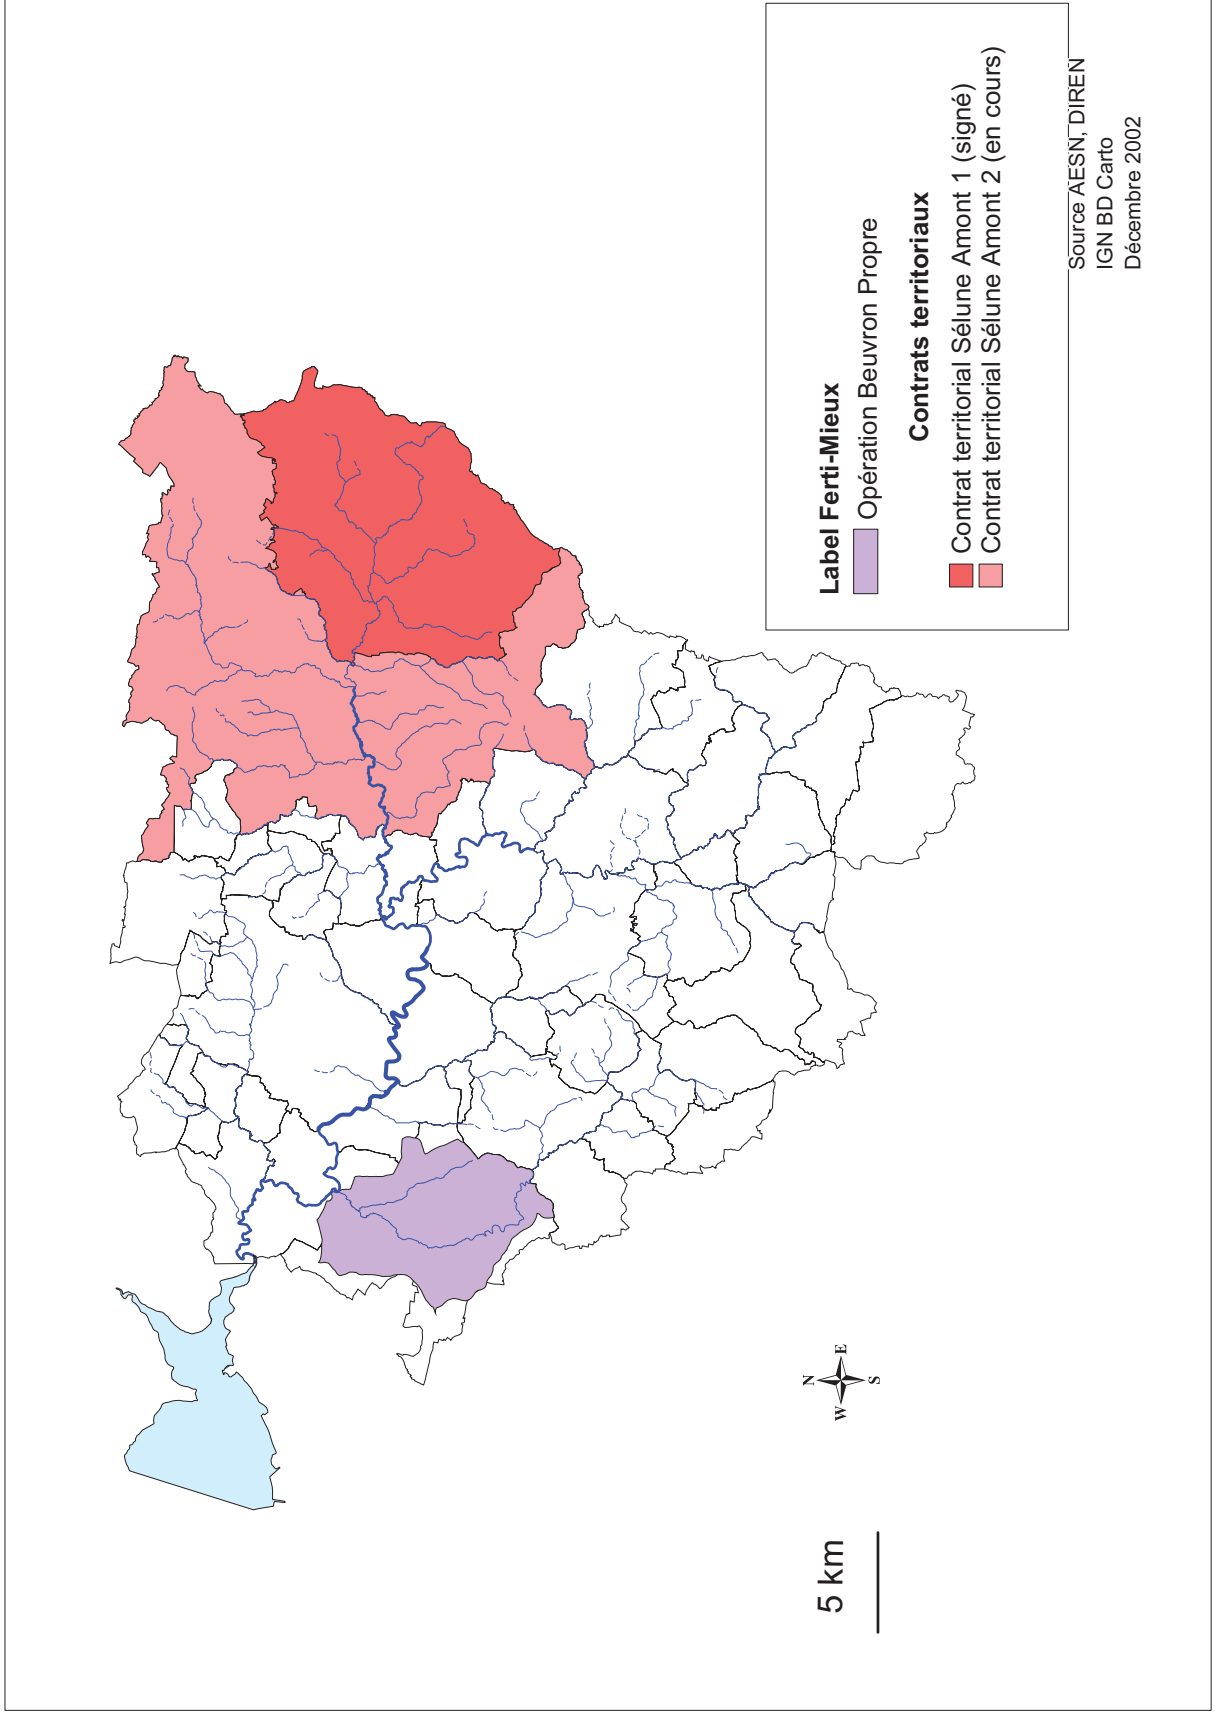 Label Ferti-Mieux
Opération Beuvron Propre
Contrats territoriaux
Contrat territorial Sélune Amont 1 (signé)
Contrat territorial Sélune Amont 2 (en cours)
Source AESN, DIREN
IGN BD Carto
Décembre 2002
N
W E
S
5 km